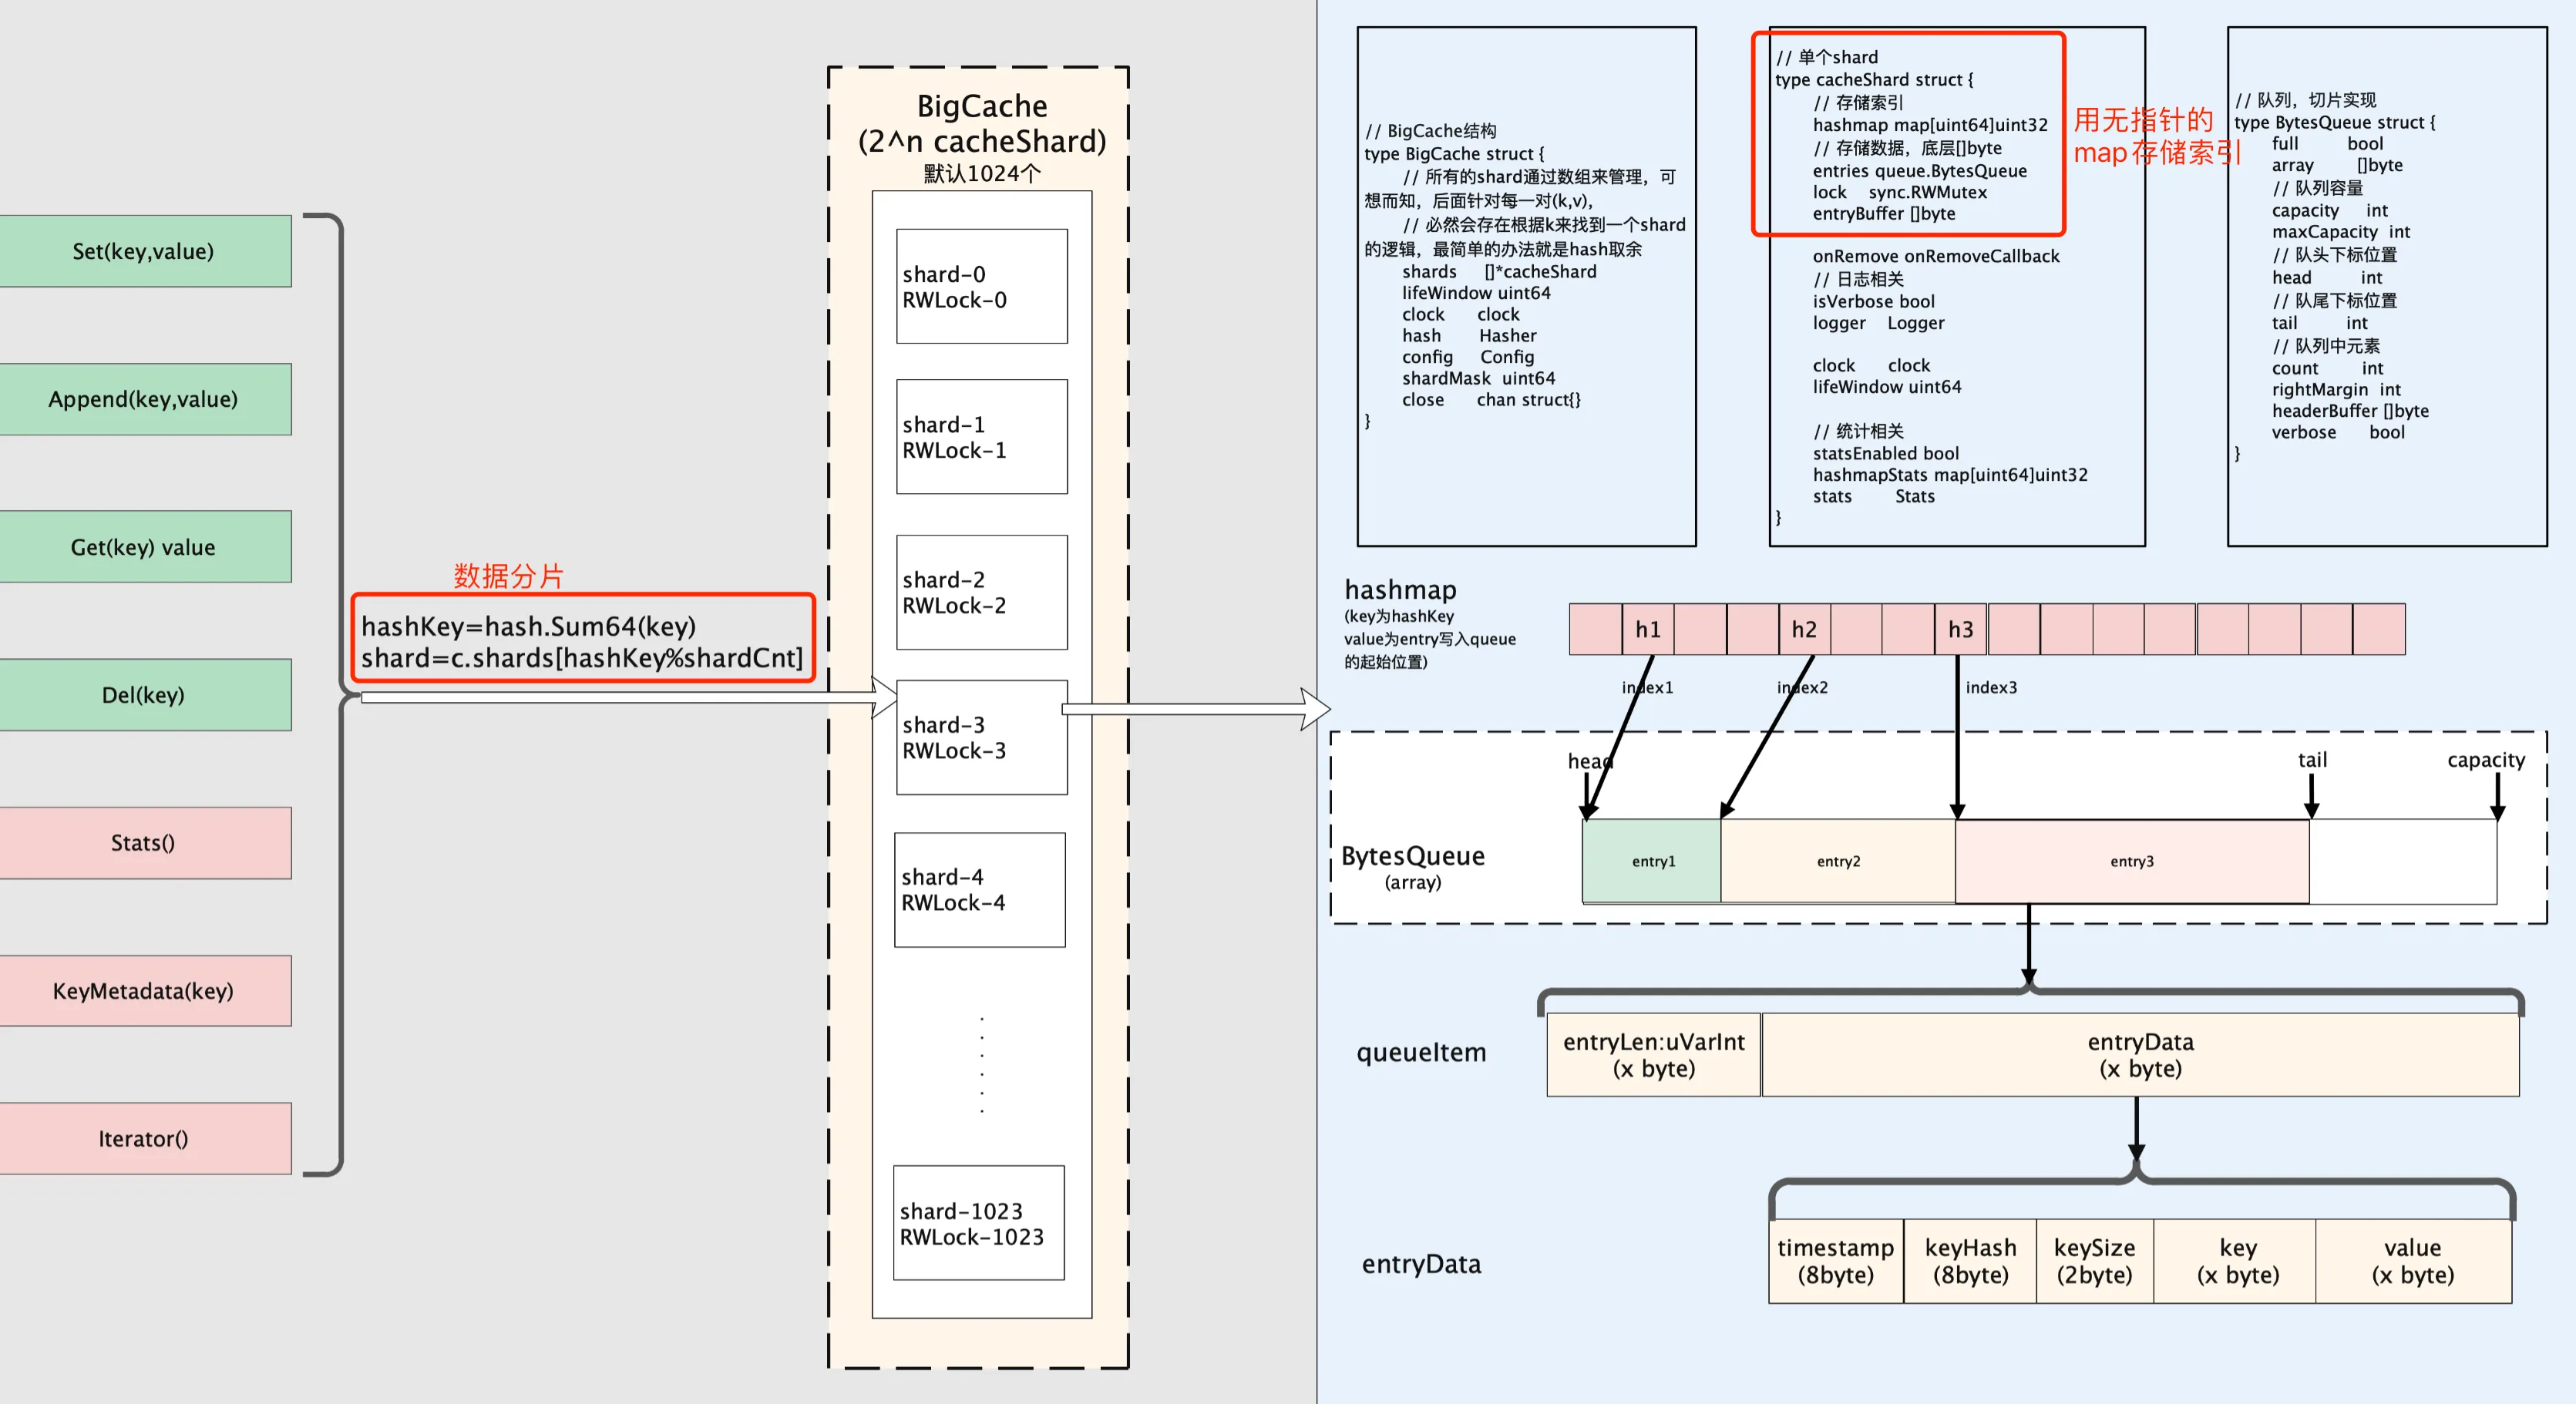 Set(key,value)
Append(key,value)
Get(key) value
Del(key)
Stats()
KeyMetadata(key)
Iterator()
数据分片
hashKey=hash.Sum64(key)
shard=c.shards[hashKey%shardCnt]
BigCache
(2^n cacheShard)
默认1024个
shard-0
RWLock-0
shard-1
RWLock-1
shard-2
RWLock-2
shard-3
RWLock-3
shard-4
RWLock-4
shard-1023
RWLock-1023
// BigCache结构
type BigCache struct {
// 所有的shard通过数组来管理，可
想而知，后面针对每一对(k,v)，
// 必然会存在根据k来找到一个shard
的逻辑，最简单的办法就是hash取余
shards []*cacheShard
lifeWindow uint64
clock clock
hash Hasher
config Config
shardMask uint64
close chan struct{}
}
// 单个shard
type cacheShard struct {
// 存储索引
hashmap map[uint64]uint32
// 存储数据，底层[]byte
entries queue.BytesQueue
lock sync.RWMutex
entryBuffer []byte
onRemove onRemoveCallback
// 日志相关
isVerbose bool
logger Logger
clock clock
lifeWindow uint64
// 统计相关
statsEnabled bool
hashmapStats map[uint64]uint32
stats Stats
}
用无指针的
map存储索引
// 队列，切片实现
type BytesQueue struct {
full bool
array []byte
// 队列容量
capacity int
maxCapacity int
// 队头下标位置
head int
// 队尾下标位置
tail int
// 队列中元素
count int
rightMargin int
headerBuffer []byte
verbose bool
}
hashmap
(key为hashKey
value为entry写入queue
的起始位置)
h1
h2
h3
index1
index2
index3
head
tail
capacity
BytesQueue
(array)
entry1
entry2
entry3
queueItem
entryLen:uVarInt
(x byte)
entryData
(x byte)
entryData
timestamp
(8byte)
keyHash
(8byte)
keySize
(2byte)
key
(x byte)
value
(x byte)